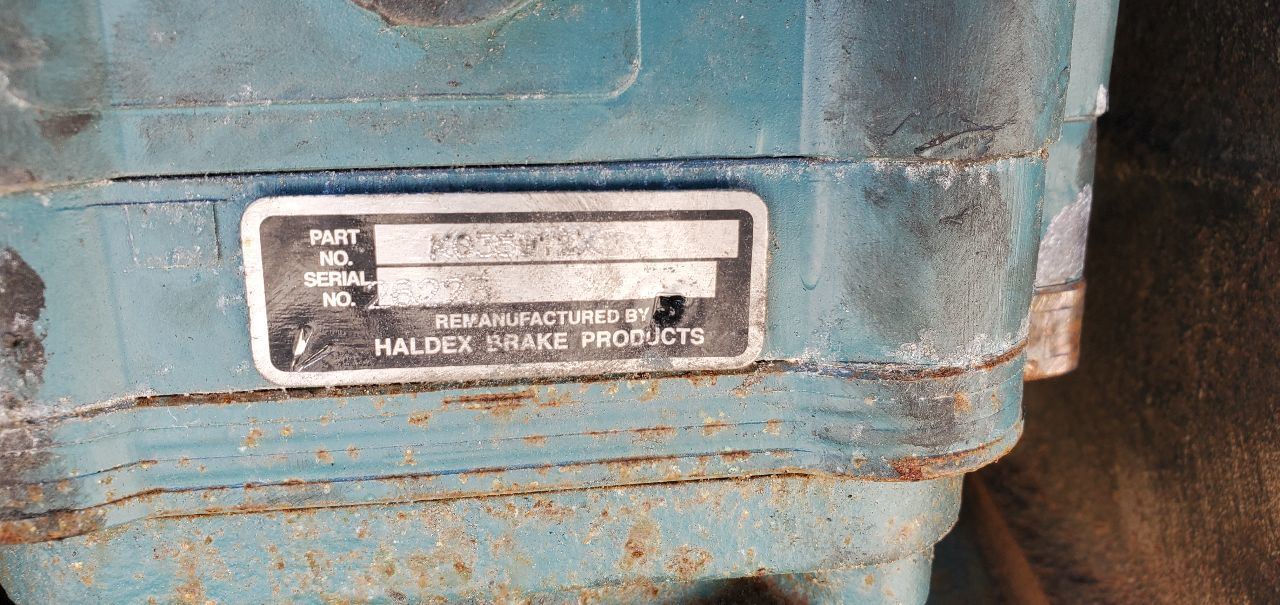 PART
NO.
SERIAL
NO.
REMANUFACTURED BY
HALDEX BRAKE PRODUCTS